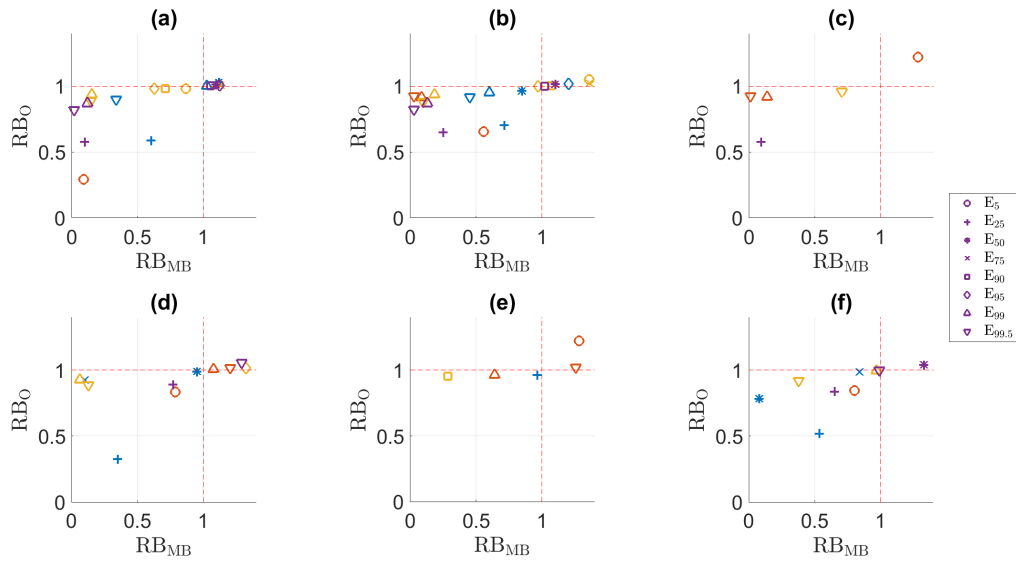 (a)
(b)
(c)
1
0.5
0
0 0.5 1
RB_O
RB_MB
1
0.5
0
0 0.5 1
RB_O
RB_MB
1
0.5
0
0 0.5 1
RB_O
RB_MB
E_5
E_25
E_50
E_75
E_90
E_95
E_99
E_99.5
(d)
(e)
(f)
1
0.5
0
0 0.5 1
RB_O
RB_MB
1
0.5
0
0 0.5 1
RB_O
RB_MB
1
0.5
0
0 0.5 1
RB_O
RB_MB